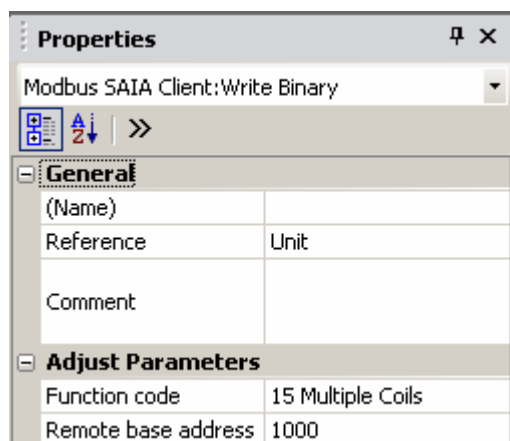 Properties
Modbus SAIA Client:Write Binary
General
(Name)
Reference Unit
Comment
Adjust Parameters
Function code 15 Multiple Coils
Remote base address 1000